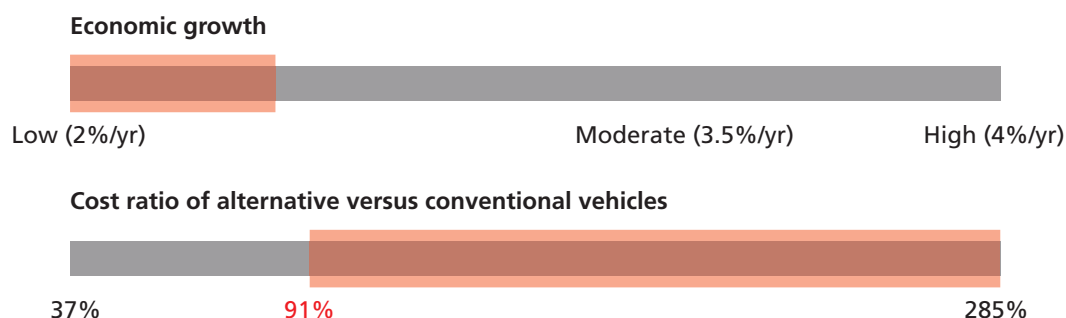 Economic growth
Low (2%/yr) Moderate (3.5%/yr) High (4%/yr)
Cost ratio of alternative versus conventional vehicles
37% 91% 285%